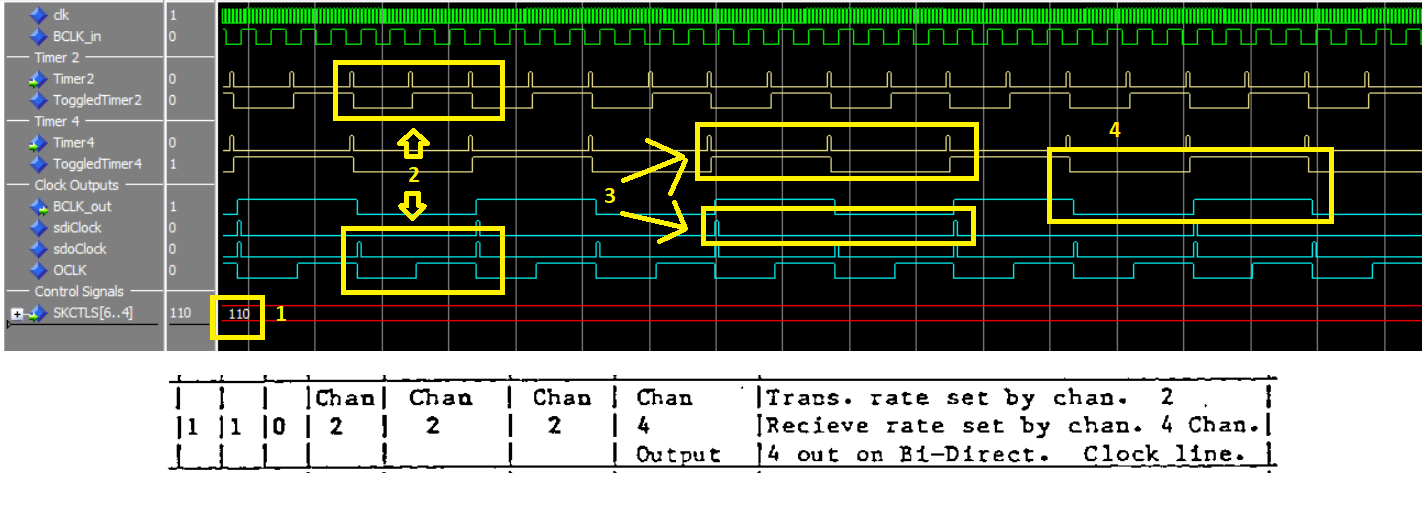 clk 1
BCLK_in 0
Timer 2
Timer2 0
ToggledTimer2 0
Timer 4
Timer4 0
ToggledTimer4 1
Clock Outputs
BCLK_out 1
sdiClock 0
sdoClock 0
OCLK 0
Control Signals
SKCTLS[6..4] 110 110 1
2
3
4
Chan Chan Chan Chan Trans. rate set by chan. 2
1 1 0 2 2 2 4 Recieve rate set by chan. 4 Chan.
Output 4 out on Bi-Direct. Clock line.